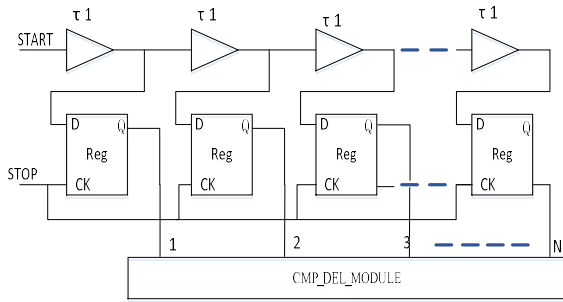 τ 1 τ 1 τ 1 τ 1
START
D Q D Q D Q D Q
Reg Reg Reg Reg
STOP
CK CK CK CK
1 2 3 N
CMP_DEL_MODULE